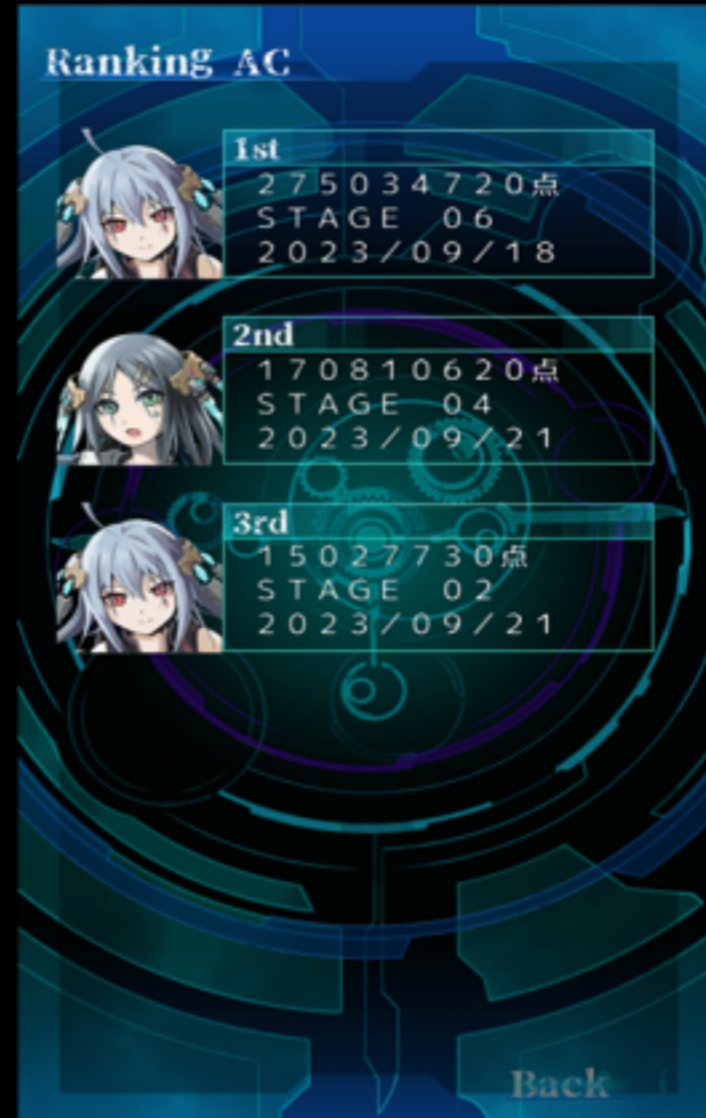 Ranking AC
1st
275034720点
STAGE 06
2023/09/18
2nd
170810620点
STAGE 04
2023/09/21
3rd
15027730点
STAGE 02
2023/09/21
Back